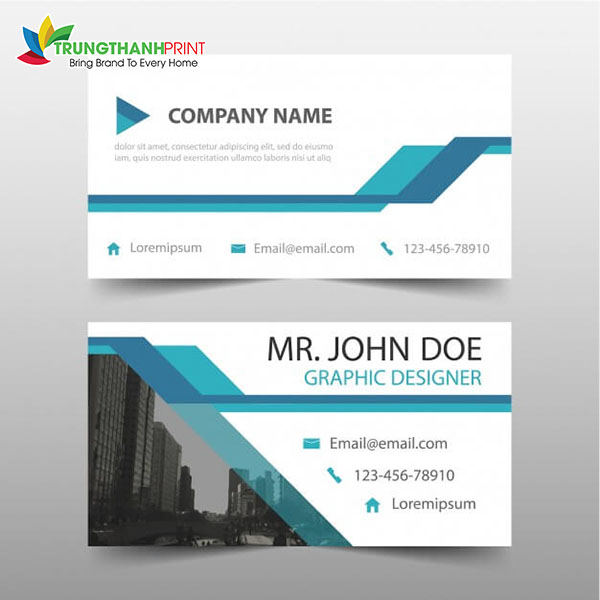 TRUNGTHANHPRINT
Bring Brand To Every Home
COMPANY NAME
dolor sit amet, consectetur adipiscing elit, sed do eiusmo
iam, quis nostrud exercitation ullamco laboris nisi ut aliq
Loremipsum
Email@email.com
123-456-78910
MR. JOHN DOE
GRAPHIC DESIGNER
Email@email.com
123-456-78910
Loremipsum